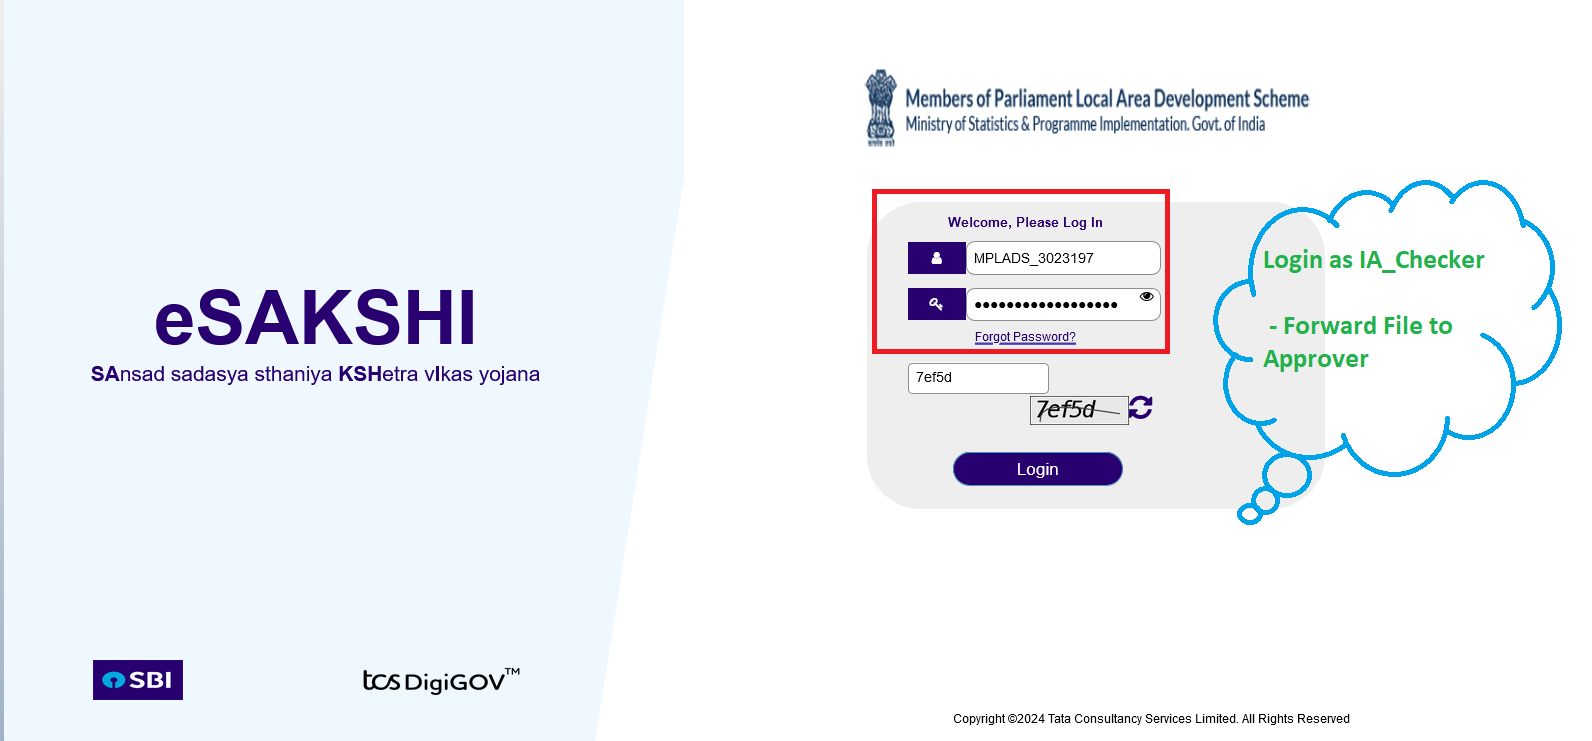 eSAKSHI
SAnsad sadasya sthaniya KSHetra vIkas yojana
SBI
tcs DigiGOV™
Members of Parliament Local Area Development Scheme
Ministry of Statistics & Programme Implementation. Govt. of India
Welcome, Please Log In
MPLADS_3023197
Forgot Password?
7ef5d
7ef5d
Login
Login as IA_Checker
- Forward File to
Approver
Copyright ©2024 Tata Consultancy Services Limited. All Rights Reserved